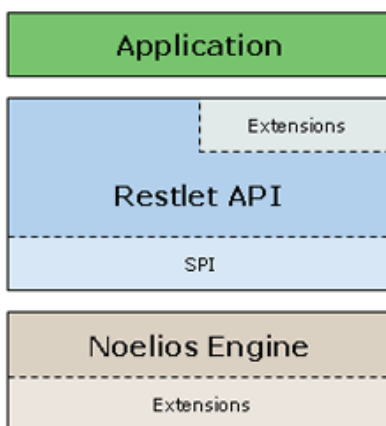 Application
Extensions
Restlet API
SPI
Noelios Engine
Extensions